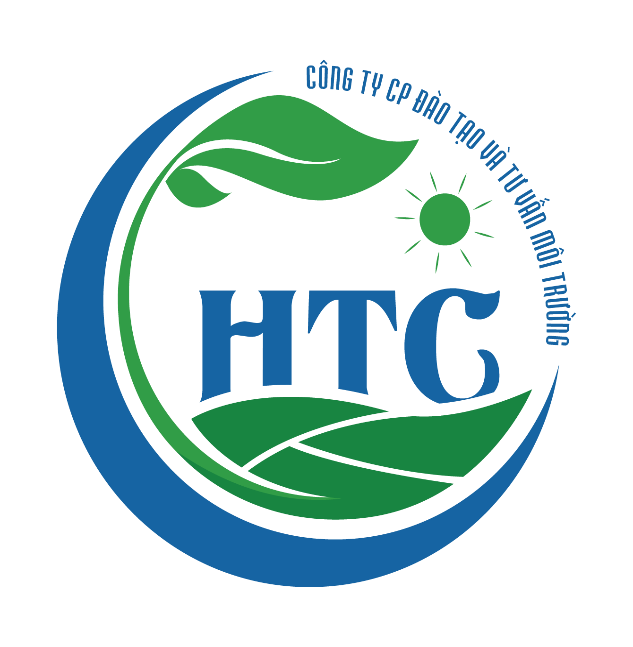 CÔNG TY CP ĐÀO TẠO VÀ TƯ VẤN MÔI TRƯỜNG
HTC